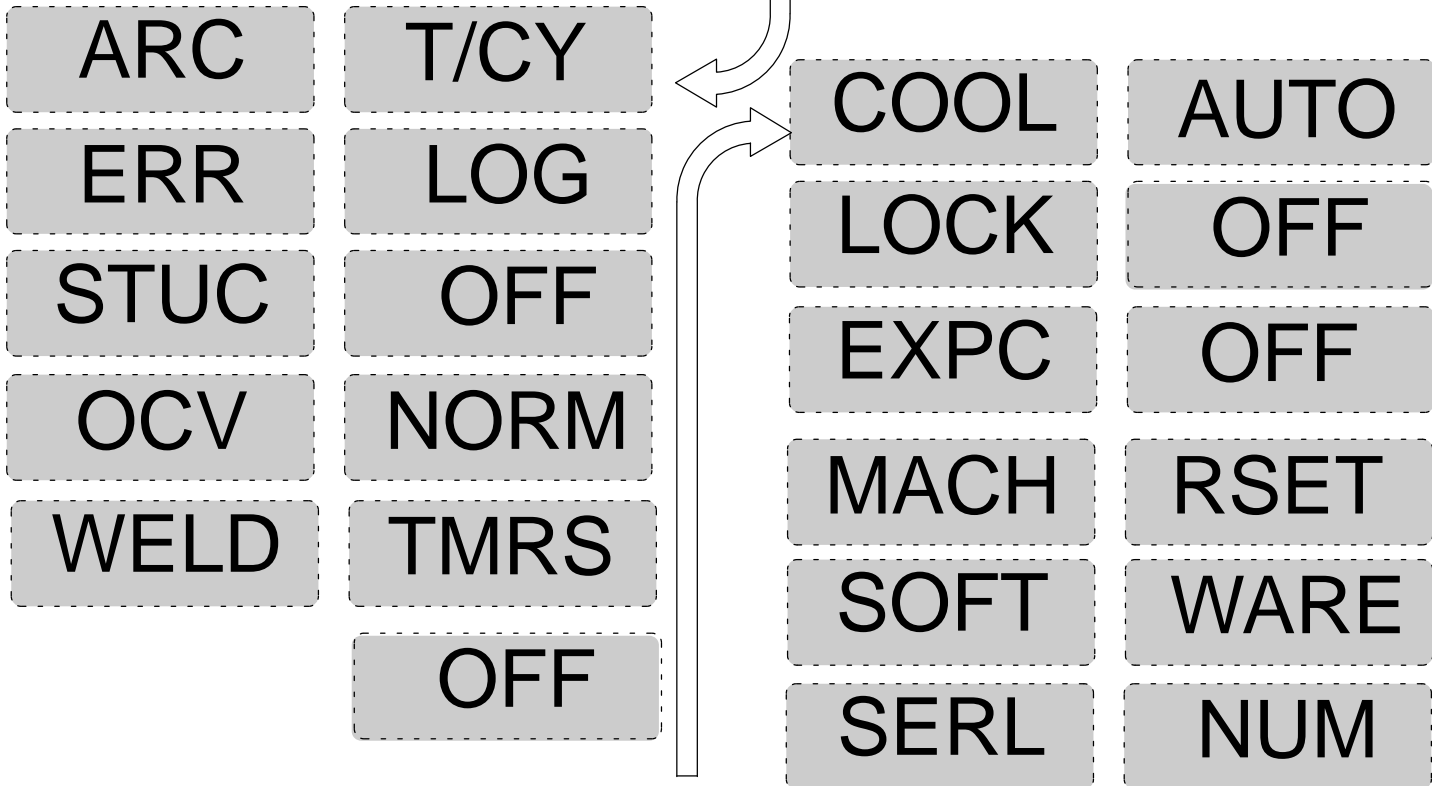 ARC T/CY
ERR LOG
STUC OFF
OCV NORM
WELD TMRS
OFF
COOL AUTO
LOCK OFF
EXPC OFF
MACH RSET
SOFT WARE
SERL NUM